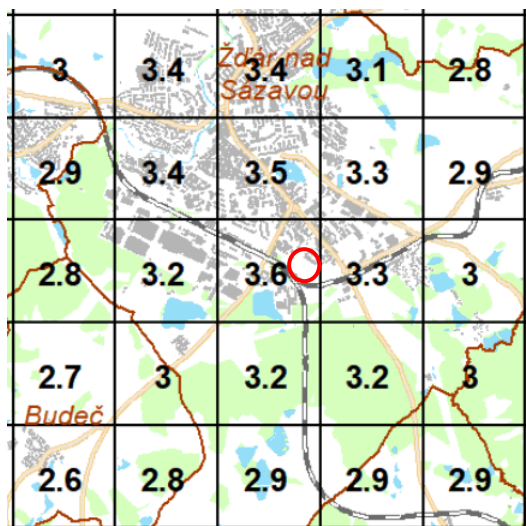 3 3.4 3.4 3.1 2.8
Žďár nad
Sázavou
2.9 3.4 3.5 3.3 2.9
2.8 3.2 3.6 3.3 3
2.7 3 3.2 3.2 3
Budeč
2.6 2.8 2.9 2.9 2.9